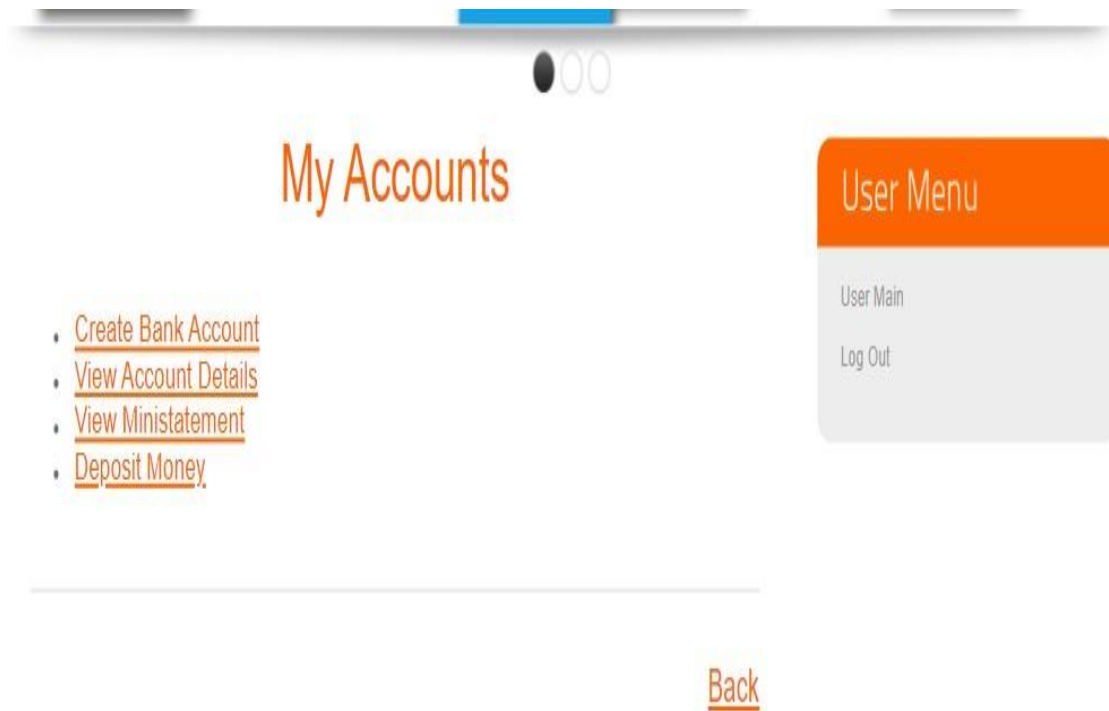 My Accounts
User Menu
User Main
Log Out
Create Bank Account
View Account Details
View Ministatement
Deposit Money
Back